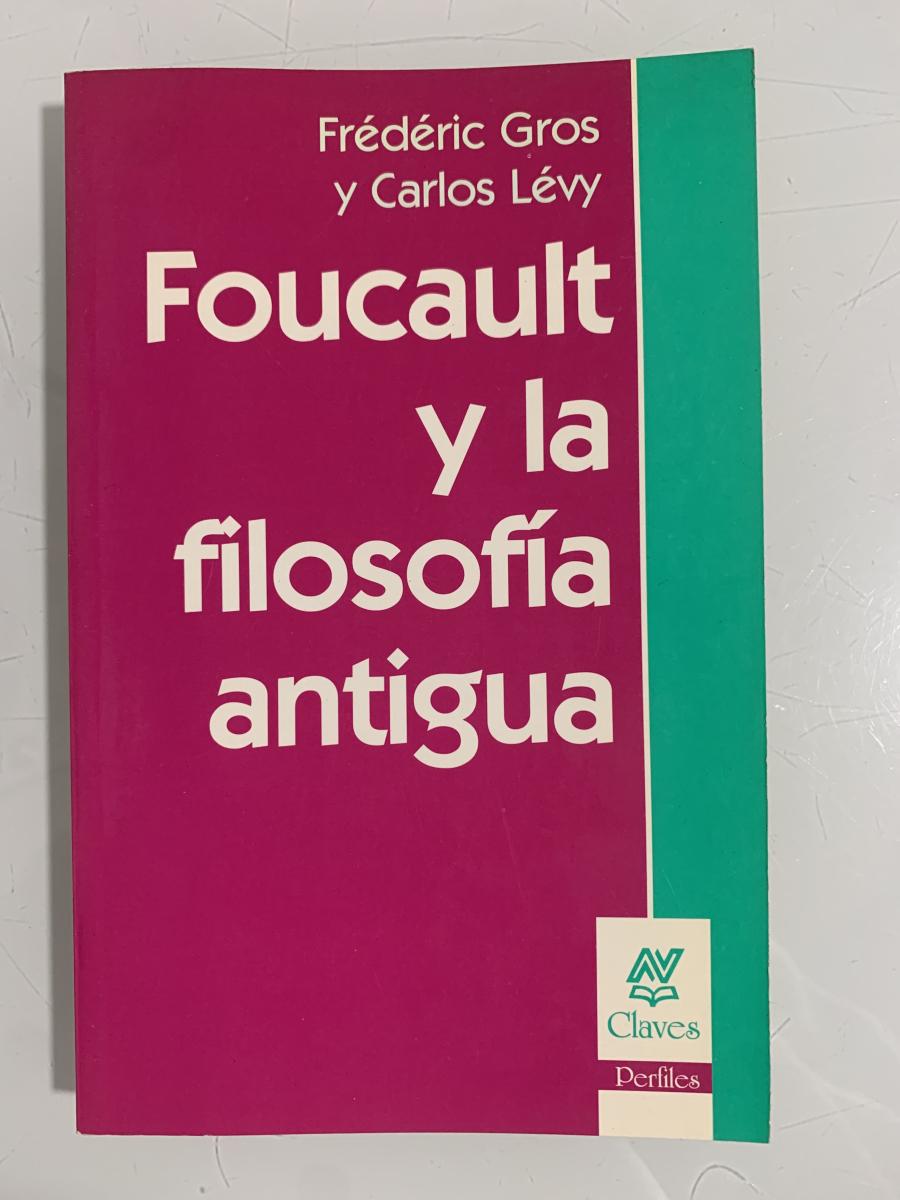 Frédéric Gros
y Carlos Lévy
Foucault
y la
filosofía
antigua
Claves
Perfiles